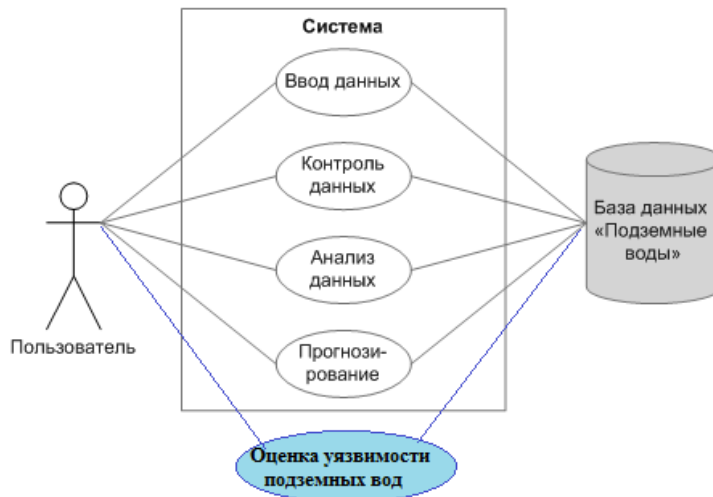 Система
Ввод данных
Контроль
данных
База данных
«Подземные
воды»
Анализ
данных
Пользователь
Прогнози-
рование
Оценка уязвимости
подземных вод